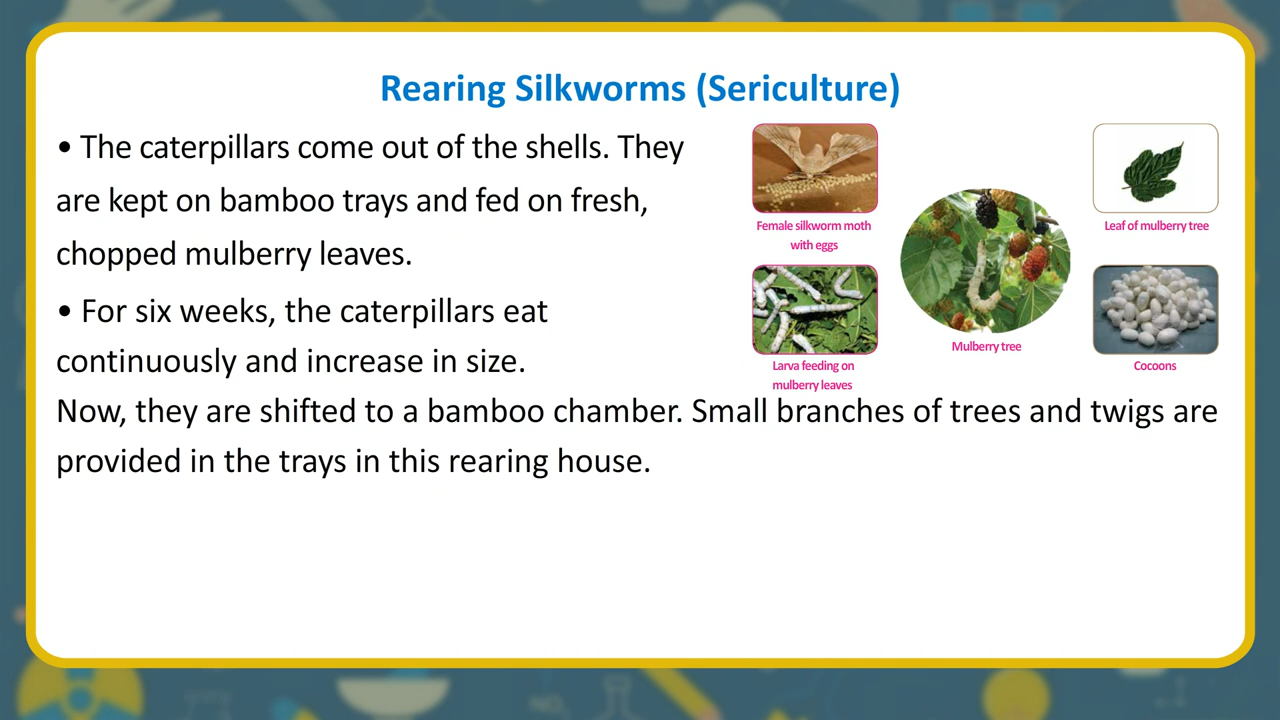 Rearing Silkworms (Sericulture)
• The caterpillars come out of the shells. They
are kept on bamboo trays and fed on fresh,
chopped mulberry leaves.
• For six weeks, the caterpillars eat
continuously and increase in size.
Now, they are shifted to a bamboo chamber. Small branches of trees and twigs are
provided in the trays in this rearing house.
Female silkworm moth
with eggs
Leaf of mulberry tree
Larva feeding on
mulberry leaves
Mulberry tree
Cocoons